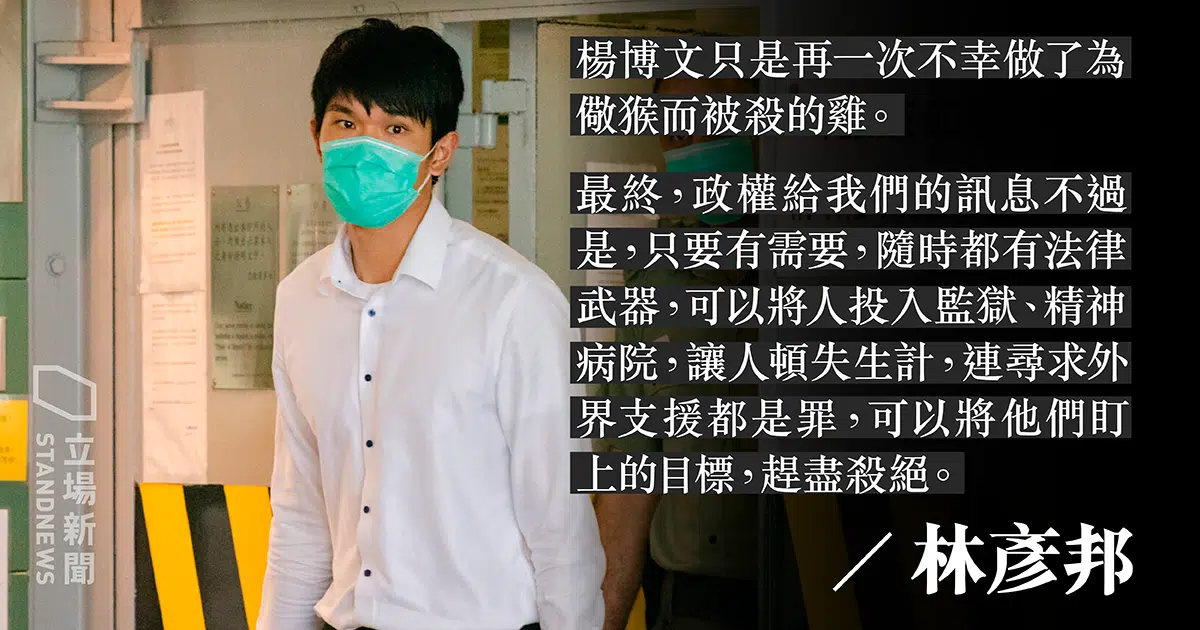 楊博文只是再一次不幸做了為
儆猴而被殺的雞。
最終，政權給我們的訊息不過
是，只要有需要，隨時都有法律
武器，可以將人投入監獄、精神
病院，讓人頓失生計，連尋求外
界支援都是罪，可以將他們盯
上的目標，趕盡殺絕。
／林彥邦
立場新聞
STANDNEWS
Notice